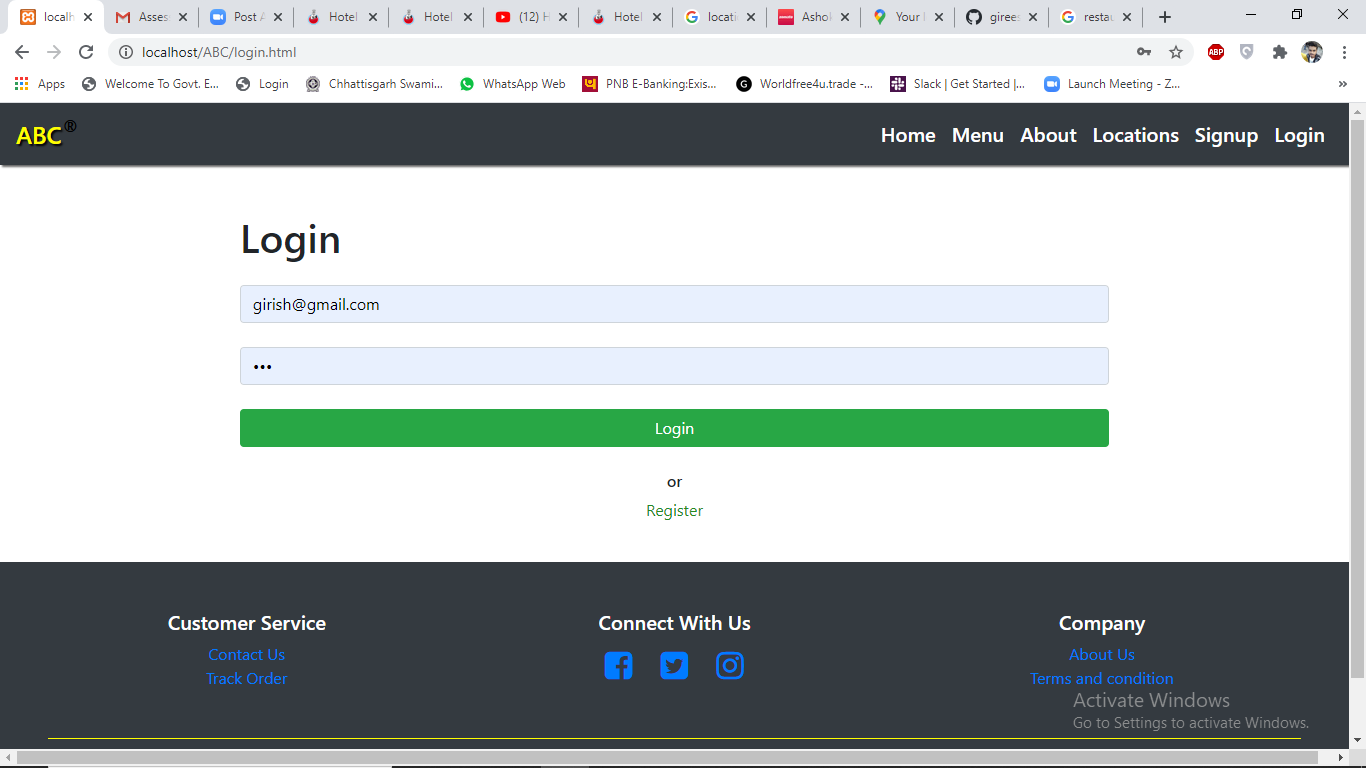 localh Asses Post A Hotel Hotel (12) H Hotel locati Ashok Your girees restau
localhost/ABC/login.html
ABP
Apps Welcome To Govt. E... Login Chhattisgarh Swami... WhatsApp Web PNB E-Banking:Exis... Worldfree4u.trade -... Slack | Get Started |... Launch Meeting - Z... »
ABC® Home Menu About Locations Signup Login
Login
girish@gmail.com
•••
Login
or
Register
Customer Service Connect With Us Company
Contact Us About Us
Track Order Terms and condition
Activate Windows
Go to Settings to activate Windows.